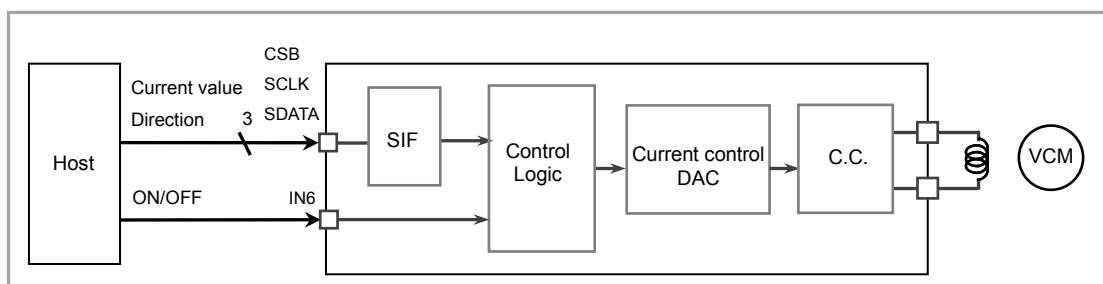 CSB
Current value
SCLK
Direction
3
SDATA
Host
ON/OFF
IN6
SIF
Control
Logic
Current control
DAC
C.C.
VCM